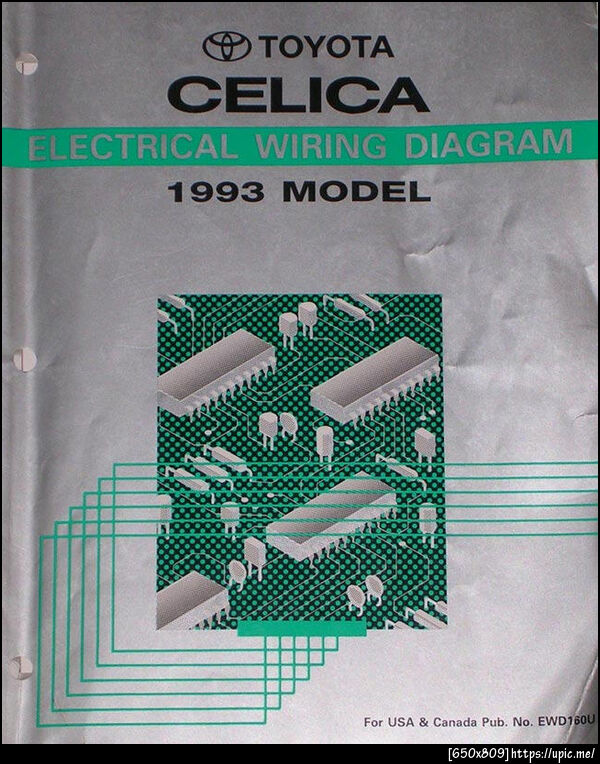 TOYOTA
CELICA
ELECTRICAL WIRING DIAGRAM
1993 MODEL
For USA & Canada Pub. No. EWD160U
[650x809]https://upic.me/